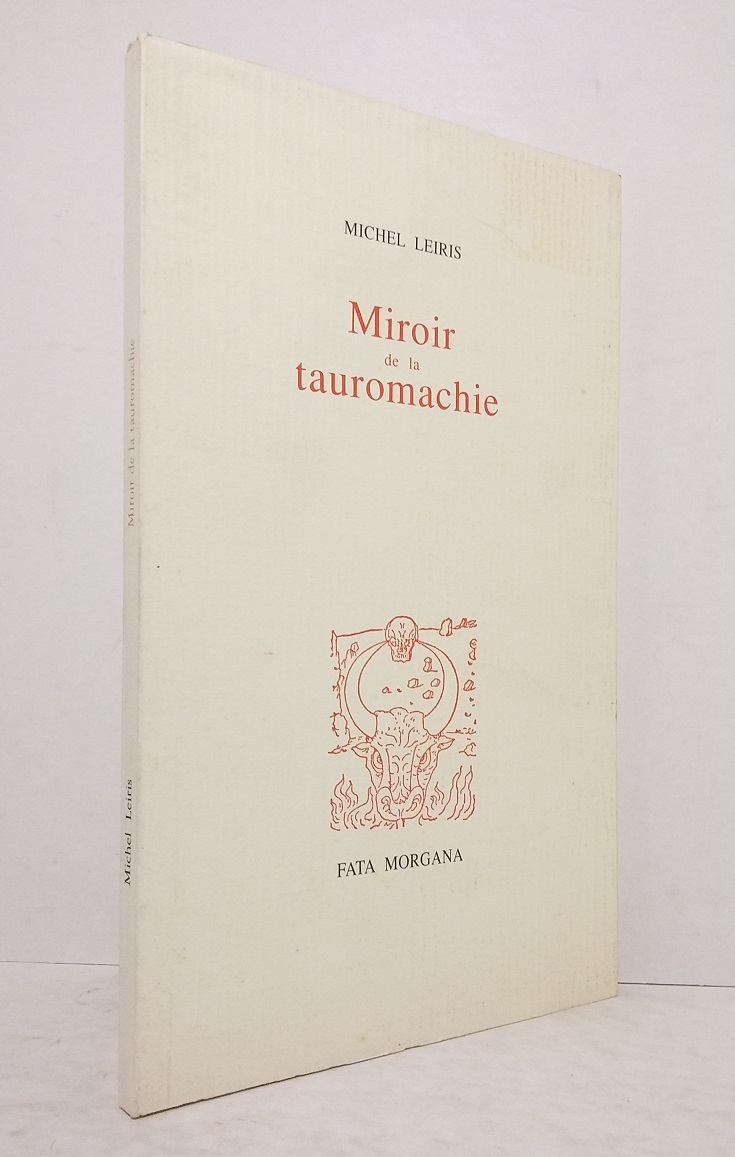 MICHEL LEIRIS
Miroir
de la
tauromachie
FATA MORGANA
Miroir de la tauromachie
Michel Leiris